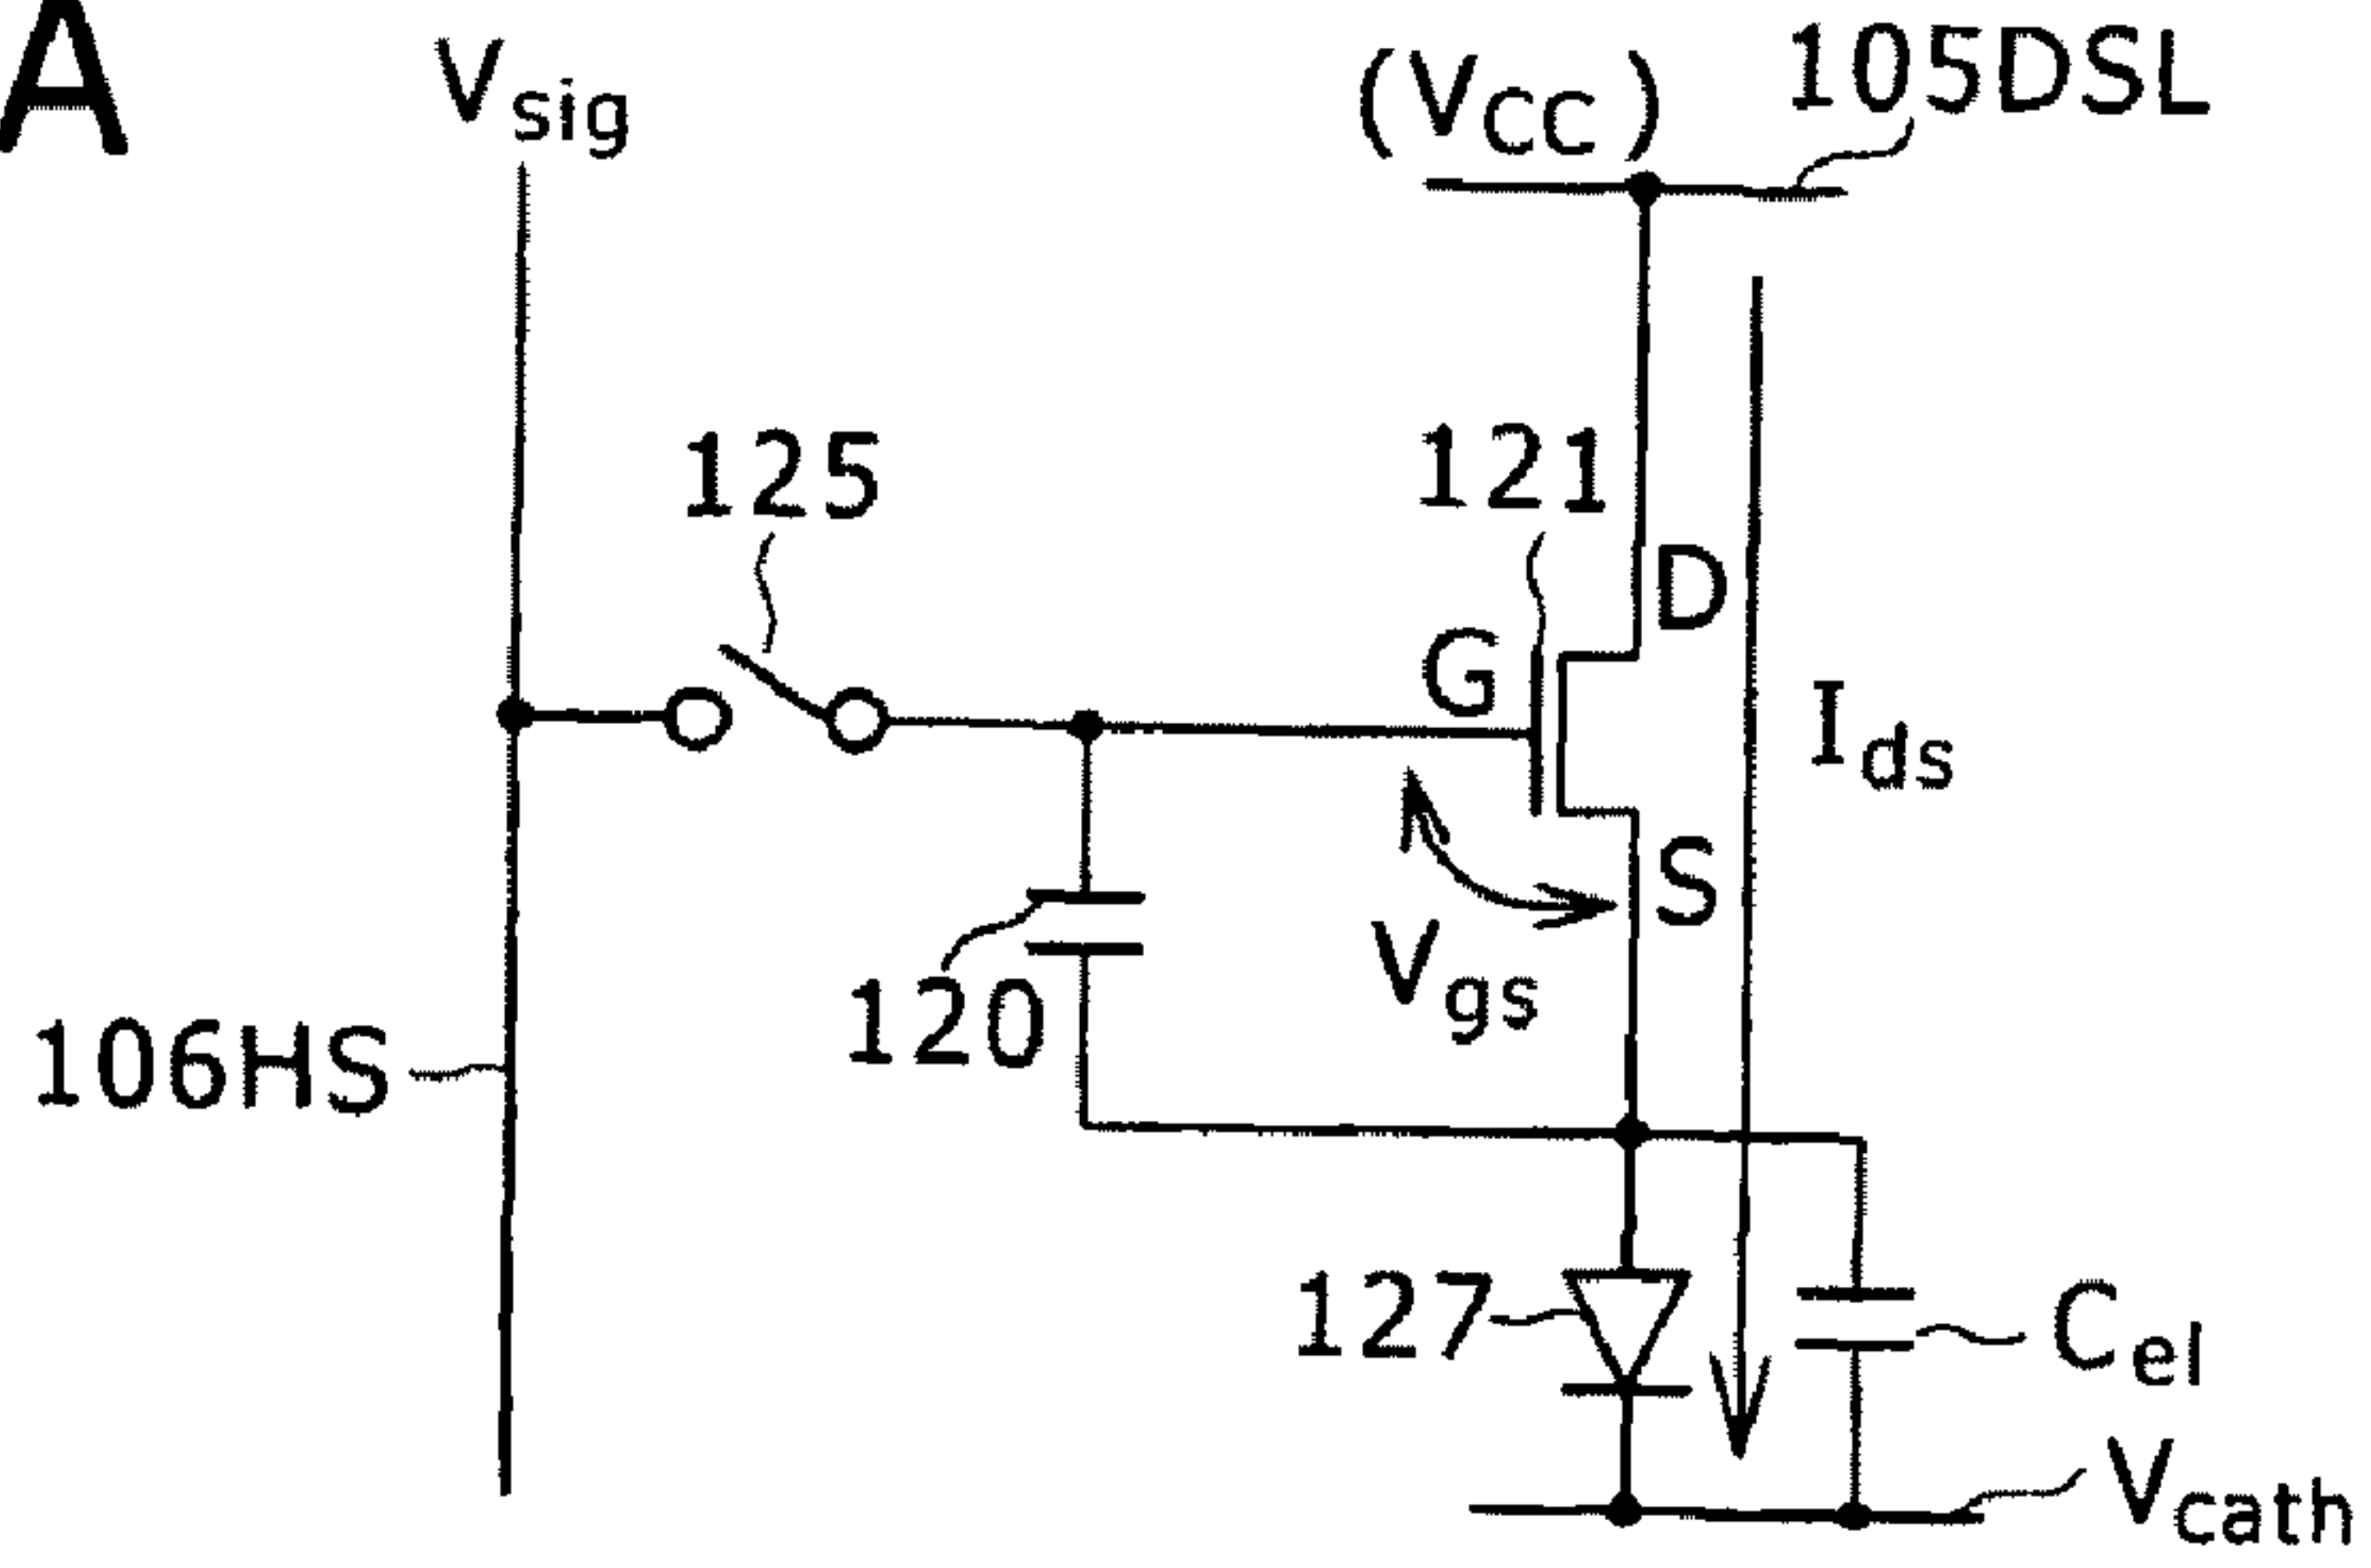 A
Vsig
(VCC)
105DSL
125
121
D
G
Ids
S
Vgs
120
106HS
127
Cel
Vcath